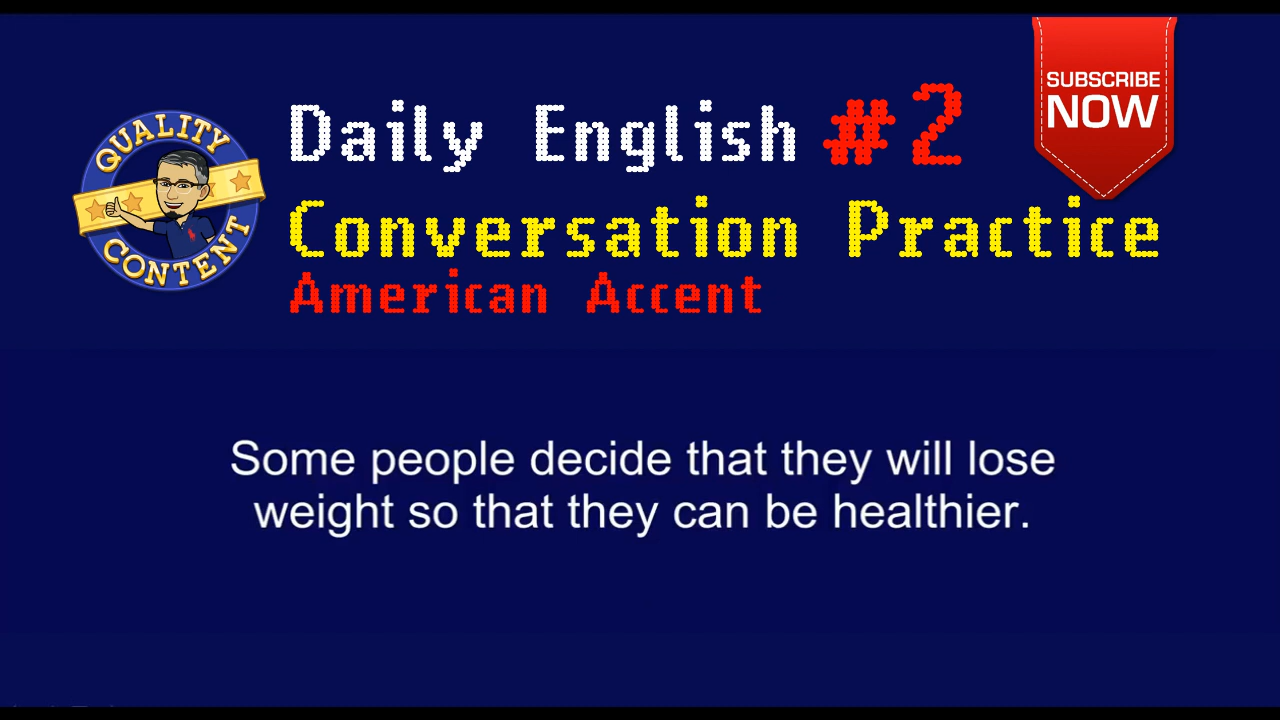 SUBSCRIBE
NOW
QUALITY
CONTENT
Daily English #2
Conversation Practice
American Accent
Some people decide that they will lose
weight so that they can be healthier.